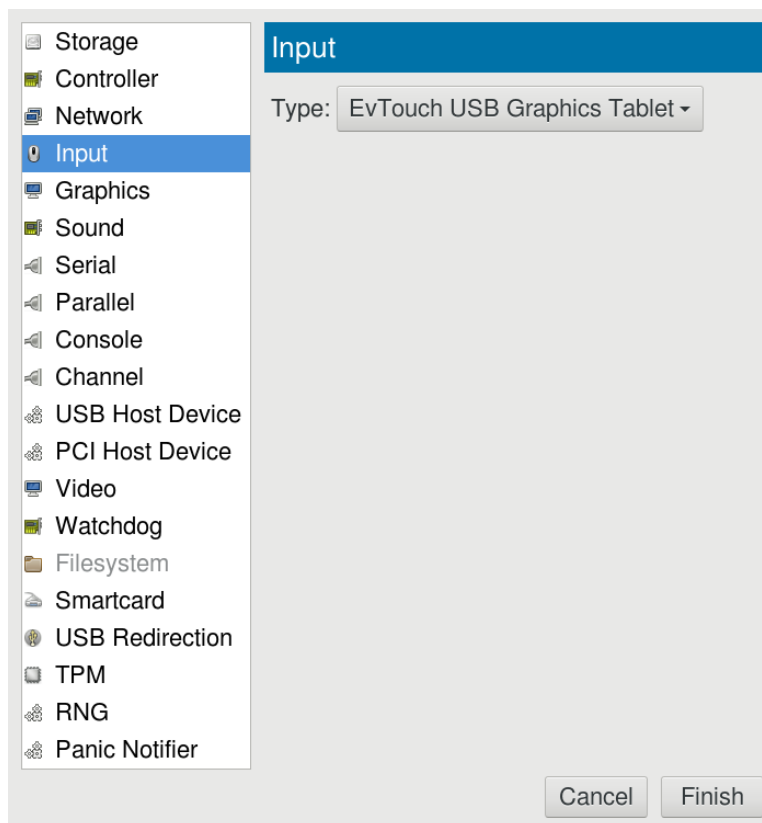 Storage
Controller
Network
Input
Graphics
Sound
Serial
Parallel
Console
Channel
USB Host Device
PCI Host Device
Video
Watchdog
Filesystem
Smartcard
USB Redirection
TPM
RNG
Panic Notifier
Input
Type: EvTouch USB Graphics Tablet
Cancel Finish